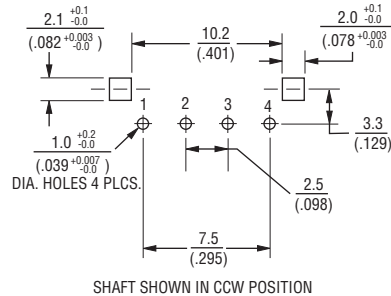 2.1 +0.1 -0.0
(.082 +0.003 -0.0)
10.2
(.401)
2.0 +0.1 -0.0
(.078 +0.003 -0.0)
1 2 3 4
1.0 +0.2 -0.0
(.039 +0.007 -0.0)
DIA. HOLES 4 PLCS.
3.3
(.129)
2.5
(.098)
7.5
(.295)
SHAFT SHOWN IN CCW POSITION